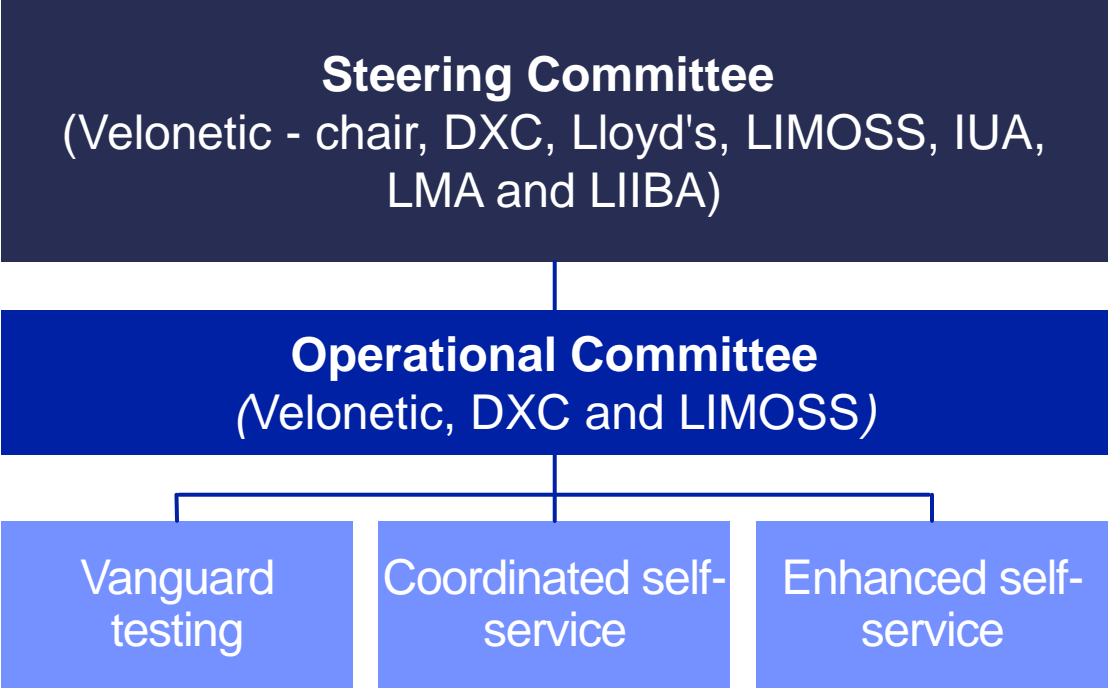 Steering Committee
(Velonetic - chair, DXC, Lloyd's, LIMOSS, IUA,
LMA and LIIBA)
Operational Committee
(Velonetic, DXC and LIMOSS)
Vanguard
testing
Coordinated self-
service
Enhanced self-
service